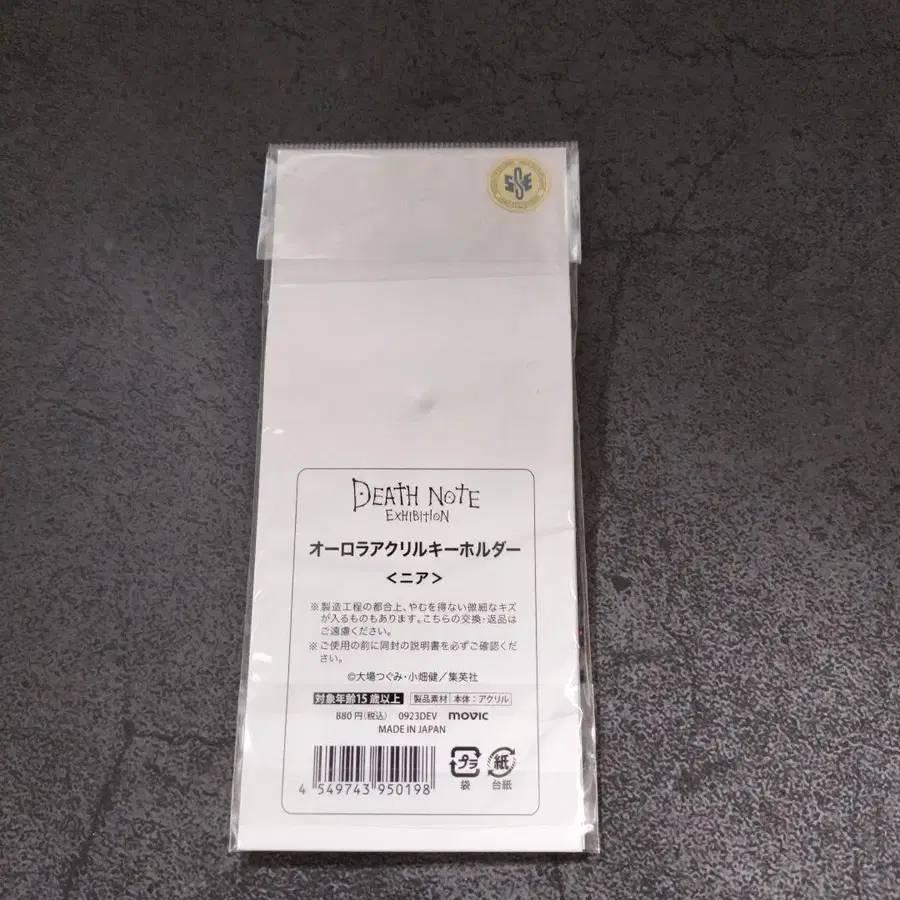 SSE
DEATH NOTE
EXHIBITION
オーロラアクリルキーホルダー
<ニア>
※製造工程の都合上、やむを得ない微細なキズ
が入るものもあります。こちらの交換・返品は
ご遠慮ください。
※ご使用の前に同封の説明書を必ずご確認くだ
さい。
©大場つぐみ・小畑健/集英社
対象年齢15歳以上 製品素材 本体:アクリル
880円(税込) 0923DEV movic
MADE IN JAPAN
4 549743 950198
プラ 紙
袋 台紙